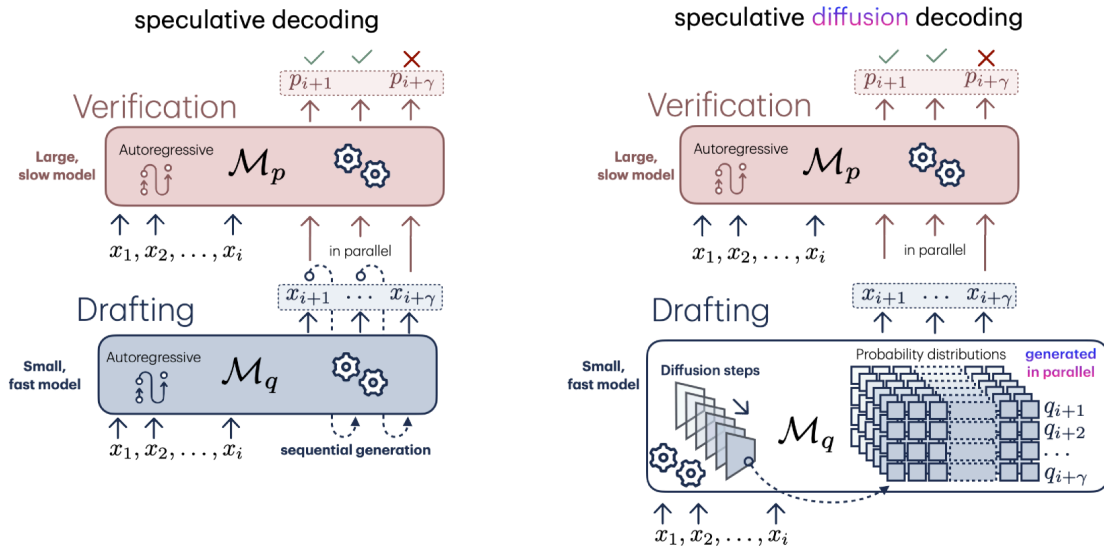 speculative decoding
p_{i+1} p_{i+γ}
Verification
Large,
slow model
Autoregressive
M_p
x_1, x_2, ..., x_i
in parallel
x_{i+1} ... x_{i+γ}
Drafting
Small,
fast model
Autoregressive
M_q
x_1, x_2, ..., x_i
sequential generation
speculative diffusion decoding
p_{i+1} p_{i+γ}
Verification
Large,
slow model
Autoregressive
M_p
x_1, x_2, ..., x_i
in parallel
x_{i+1} ... x_{i+γ}
Drafting
Small,
fast model
Diffusion steps
M_q
Probability distributions
generated
in parallel
q_{i+1}
q_{i+2}
...
q_{i+γ}
x_1, x_2, ..., x_i